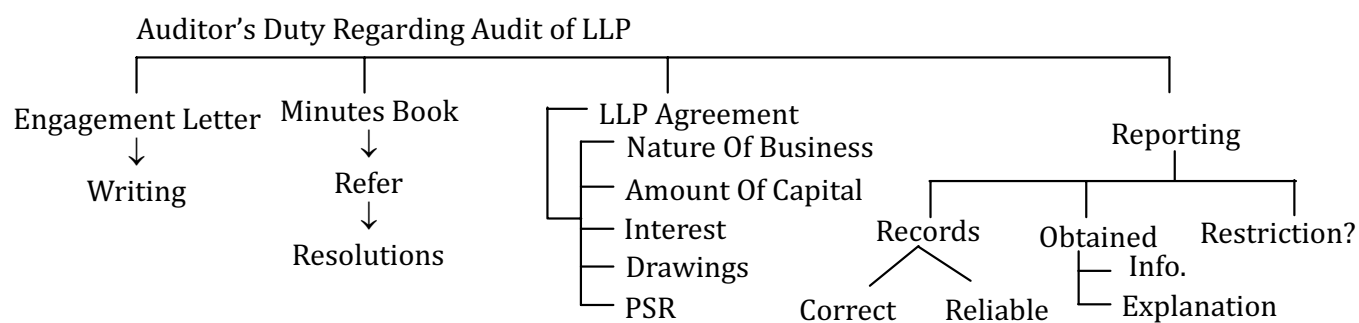 Auditor’s Duty Regarding Audit of LLP
Engagement Letter
Writing
Minutes Book
Refer
Resolutions
LLP Agreement
Nature Of Business
Amount Of Capital
Interest
Drawings
PSR
Reporting
Records
Correct
Reliable
Obtained
Info.
Explanation
Restriction?